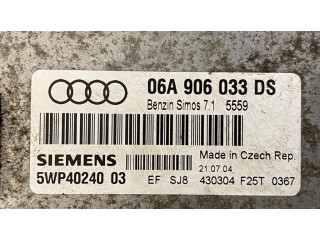 06A 906 033 DS
Benzin Simos 7.1 5559
SIEMENS
5WP40240 03
Made in Czech Rep.
21.07.04
EF SJ8 430304 F25T 0367